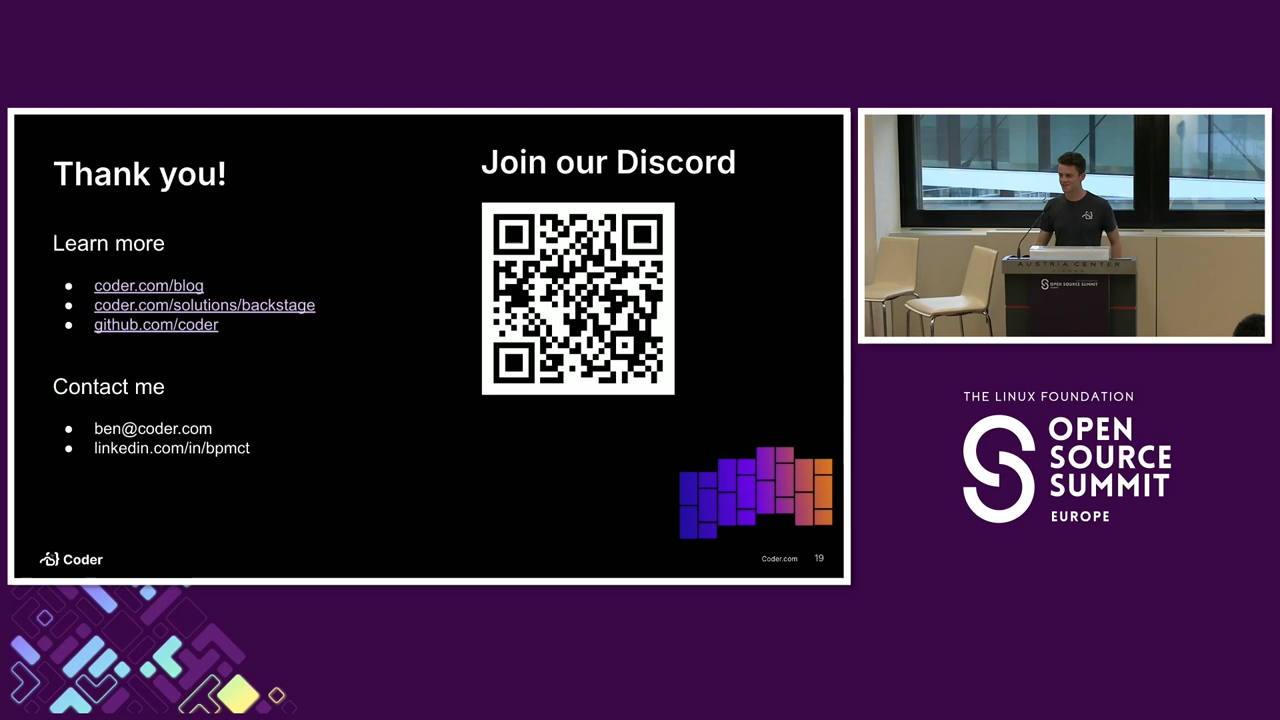 Thank you!
Learn more
coder.com/blog
coder.com/solutions/backstage
github.com/coder
Contact me
ben@coder.com
linkedin.com/in/bpmct
Coder
Join our Discord
Coder.com
19
AUSTRIA CENTER
OPEN SOURCE SUMMIT
THE LINUX FOUNDATION
OPEN
SOURCE
SUMMIT
EUROPE